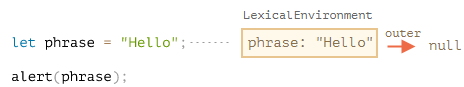 LexicalEnvironment
let phrase = "Hello"; phrase: "Hello" outer null
alert(phrase);